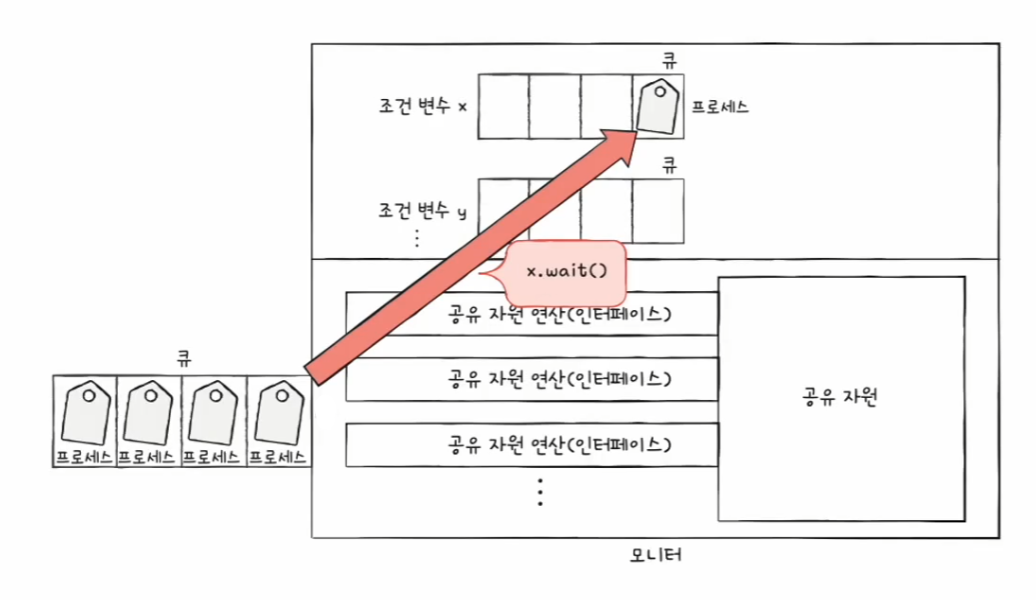 큐
조건 변수 x
프로세스
큐
조건 변수 y
x.wait()
공유 자원 연산(인터페이스)
공유 자원 연산(인터페이스)
공유 자원
큐
공유 자원 연산(인터페이스)
프로세스 프로세스 프로세스 프로세스
모니터